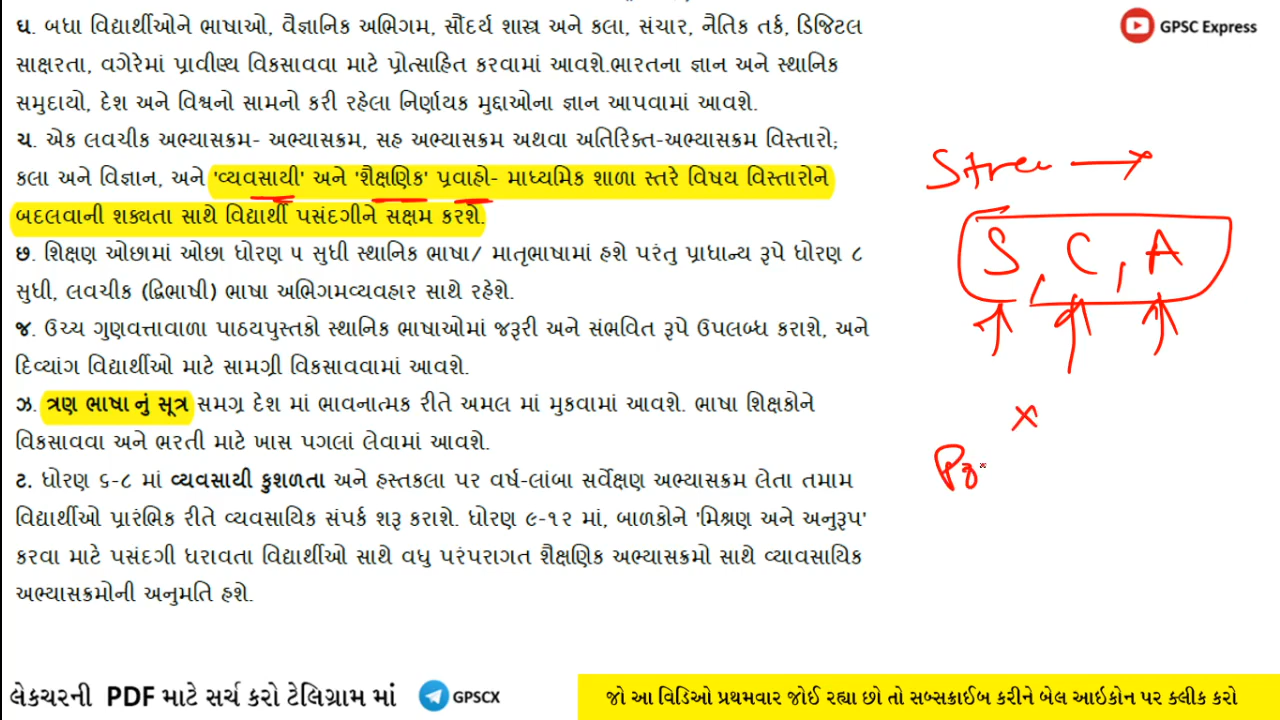 GPSC Express
ઘ. બધા વિદ્યાર્થીઓને ભાષાઓ, વૈજ્ઞાનિક અભિગમ, સૌંદર્ય શાસ્ત્ર અને કલા, સંચાર, નૈતિક તર્ક, ડિજિટલ
સાક્ષરતા, વગેરેમાં પ્રાવીણ્ય વિકસાવવા માટે પ્રોત્સાહિત કરવામાં આવશે.ભારતના જ્ઞાન અને સ્થાનિક
સમુદાયો, દેશ અને વિશ્વનો સામનો કરી રહેલા નિર્ણાયક મુદ્દાઓના જ્ઞાન આપવામાં આવશે.
ચ. એક લવચીક અભ્યાસક્રમ- અભ્યાસક્રમ, સહ અભ્યાસક્રમ અથવા અતિરિક્ત-અભ્યાસક્રમ વિસ્તારો;
કલા અને વિજ્ઞાન, અને 'વ્યવસાયી' અને 'શૈક્ષણિક' પ્રવાહો- માધ્યમિક શાળા સ્તરે વિષય વિસ્તારોને
બદલવાની શક્યતા સાથે વિદ્યાર્થી પસંદગીને સક્ષમ કરશે.
છ. શિક્ષણ ઓછામાં ઓછા ધોરણ ૫ સુધી સ્થાનિક ભાષા/ માતૃભાષામાં હશે પરંતુ પ્રાધાન્ય રૂપે ધોરણ ૮
સુધી, લવચીક (દ્વિભાષી) ભાષા અભિગમવ્યવહાર સાથે રહેશે.
જ. ઉચ્ચ ગુણવત્તાવાળા પાઠયપુસ્તકો સ્થાનિક ભાષાઓમાં જરૂરી અને સંભવિત રૂપે ઉપલબ્ધ કરાશે, અને
દિવ્યાંગ વિદ્યાર્થીઓ માટે સામગ્રી વિકસાવવામાં આવશે.
ઝ. ત્રણ ભાષા નું સૂત્ર સમગ્ર દેશ માં ભાવનાત્મક રીતે અમલ માં મુકવામાં આવશે. ભાષા શિક્ષકોને
વિકસાવવા અને ભરતી માટે ખાસ પગલાં લેવામાં આવશે.
ટ. ધોરણ ૬-૮ માં વ્યવસાયી કુશળતા અને હસ્તકલા પર વર્ષ-લાંબા સર્વેક્ષણ અભ્યાસક્રમ લેતા તમામ
વિદ્યાર્થીઓ પ્રારંભિક રીતે વ્યવસાયિક સંપર્ક શરૂ કરાશે. ધોરણ ૯-૧૨ માં, બાળકોને 'મિશ્રણ અને અનુરૂપ'
કરવા માટે પસંદગી ધરાવતા વિદ્યાર્થીઓ સાથે વધુ પરંપરાગત શૈક્ષણિક અભ્યાસક્રમો સાથે વ્યાવસાયિક
અભ્યાસક્રમોની અનુમતિ હશે.
S, C, A
લેકચરની PDF માટે સર્ચ કરો ટેલિગ્રામ માં GPSCX
જો આ વિડિઓ પ્રથમવાર જોઈ રહ્યા છો તો સબ્સક્રાઈબ કરીને બેલ આઇકોન પર ક્લીક કરો